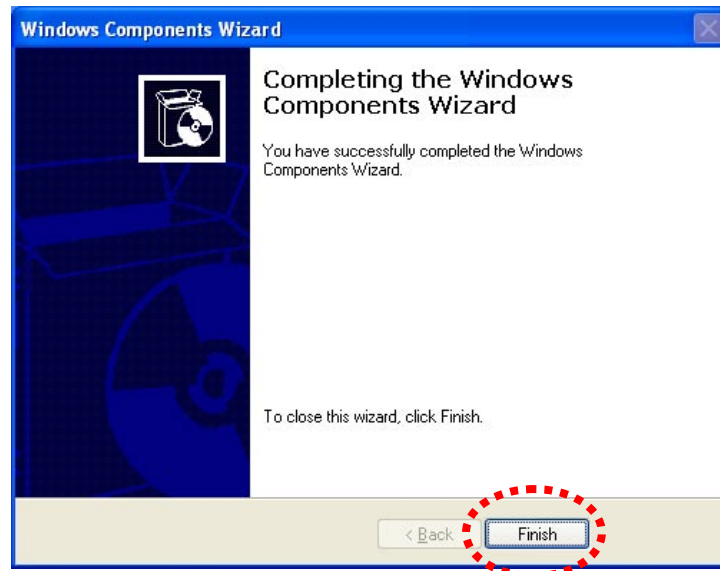 Windows Components Wizard
Completing the Windows
Components Wizard
You have successfully completed the Windows
Components Wizard.
To close this wizard, click Finish.
< Back
Finish